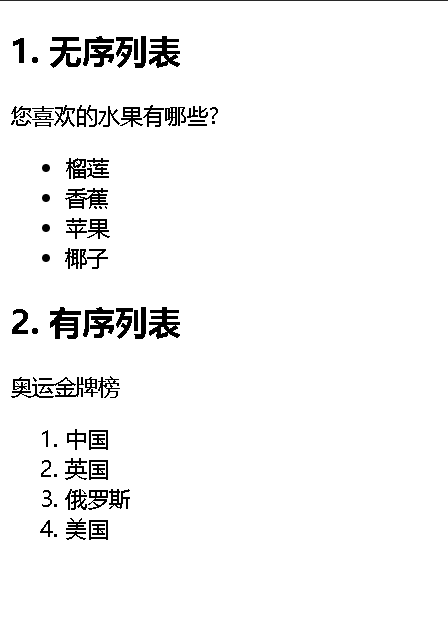 1. 无序列表
您喜欢的水果有哪些?
• 榴莲
• 香蕉
• 苹果
• 椰子
2. 有序列表
奥运金牌榜
1. 中国
2. 英国
3. 俄罗斯
4. 美国